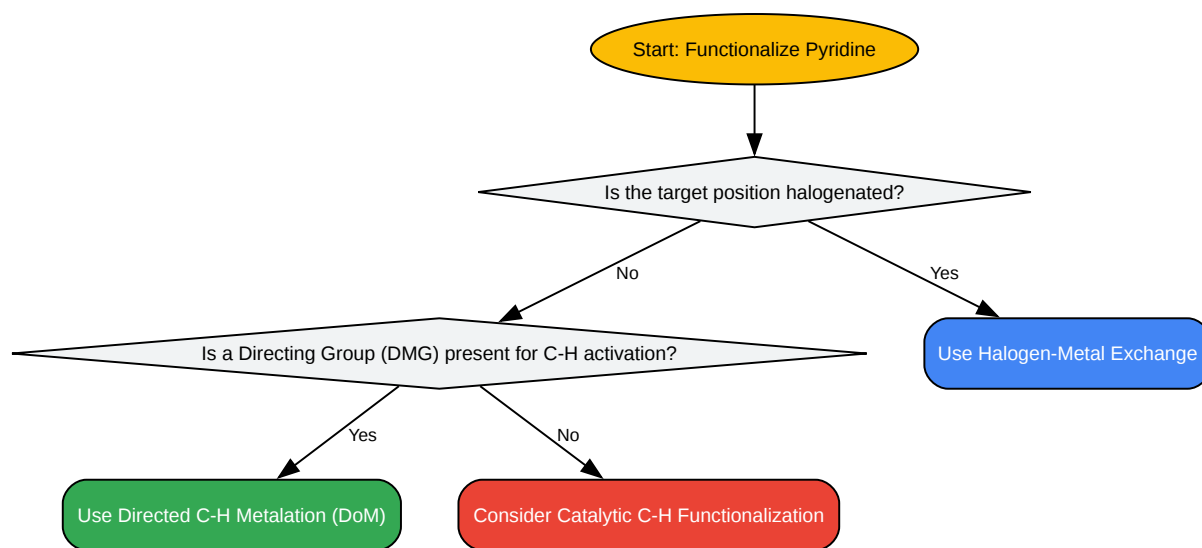 Start: Functionalize Pyridine
Is the target position halogenated?
No
Yes
Is a Directing Group (DMG) present for C-H activation?
Use Halogen-Metal Exchange
Yes
No
Use Directed C-H Metalation (DoM)
Consider Catalytic C-H Functionalization